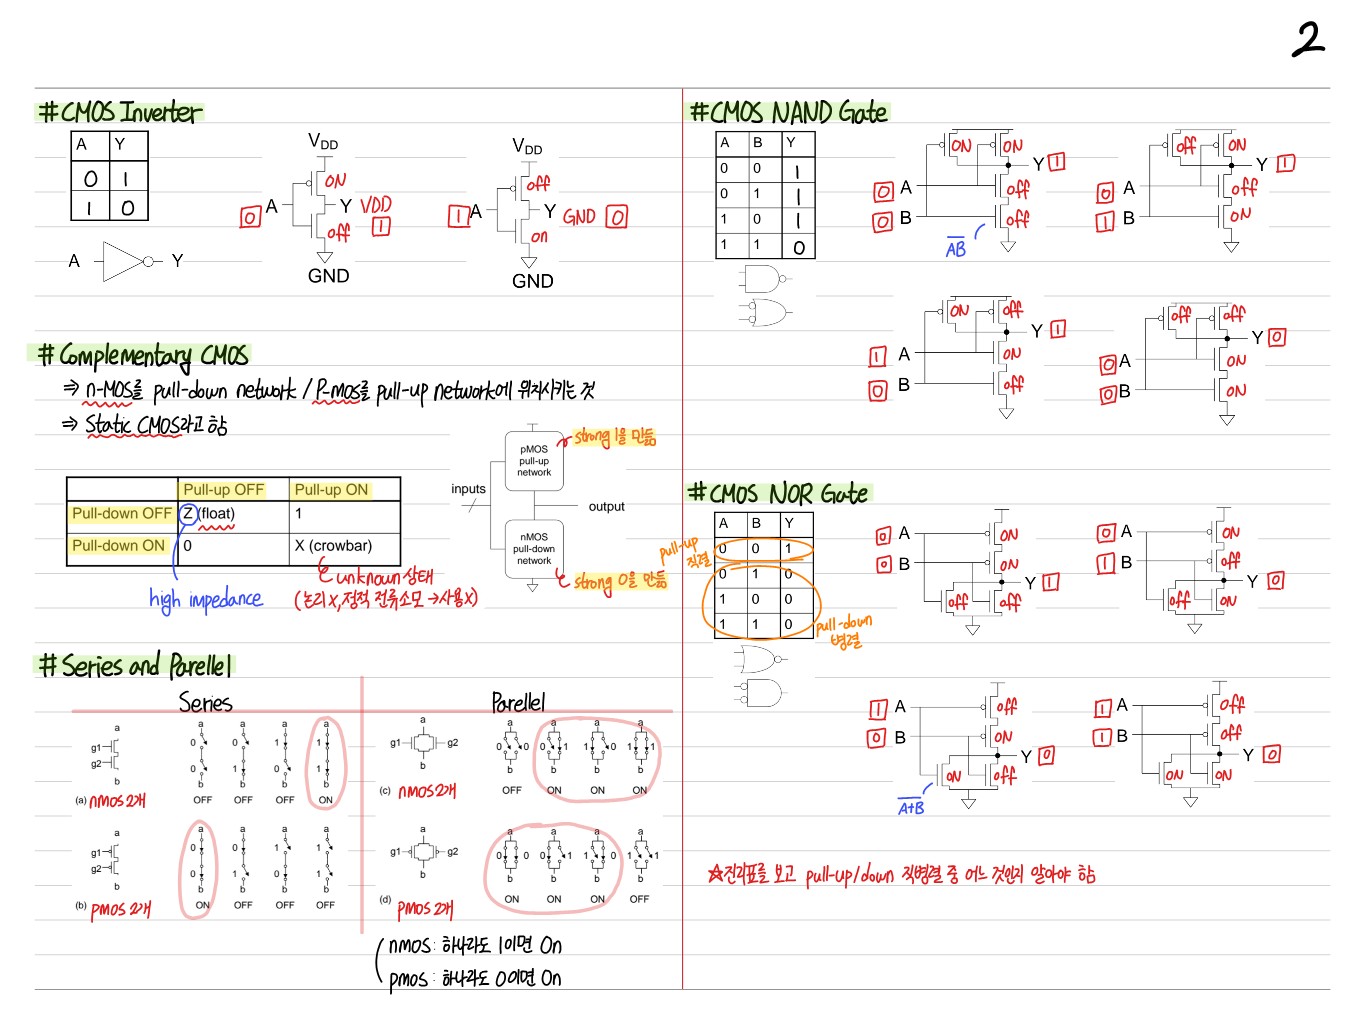 2
#CMOS Inverter
A Y
0 1
1 0
A Y
VDD
ON
0 A Y VDD
1
off
GND
VDD
off
1 A Y GND 0
on
GND
# Complementary CMOS
⇒ n-MOS를 pull-down network / P-MOS를 pull-up network에 위치시키는 것
⇒ Static CMOS라고 함
Pull-up OFF Pull-up ON
Pull-down OFF Z (float) 1
Pull-down ON 0 X (crowbar)
high impedance
unknown 상태
(논리X, 정적 전류소모 → 사용X)
pMOS
pull-up
network
strong 1을 만듦
inputs
output
nMOS
pull-down
network
strong 0을 만듦
# Series and Parellel
Series
a a a a a
g1 0 0 1 1
g2 0 1 0 1
b b b b b
(a) nmos 2개 OFF OFF OFF ON
a a a a a
g1 0 0 1 1
g2 0 1 0 1
b b b b b
(b) pmos 2개 ON OFF OFF OFF
Parellel
a a a a a
g1 g2 0 0 0 1 1 0 1 1
b b b b b
(c) nmos 2개 OFF ON ON ON
a a a a a
g1 g2 0 0 0 1 1 0 1 1
b b b b b
(d) pmos 2개 ON ON ON OFF
nmos : 하나라도 1이면 On
pmos : 하나라도 0이면 On
#CMOS NAND Gate
A B Y
0 0 1
0 1 1
1 0 1
1 1 0
ON ON
Y 1
0 A off
0 B off
AB
off ON
Y 1
0 A off
1 B ON
ON off
Y 1
1 A ON
0 B off
off off
Y 0
0 A ON
0 B ON
#CMOS NOR Gate
A B Y
0 0 1
0 1 0
1 0 0
1 1 0
pull-up
직결
pull-down
병결
0 A off
0 B ON
Y 1
off off
0 A ON
1 B off
Y 0
off ON
1 A off
0 B ON
Y 0
ON off
A+B
1 A off
1 B off
Y 0
ON ON
☆진리표를 보고 pull-up/down 직병결 중 어느 것인지 알아야 함